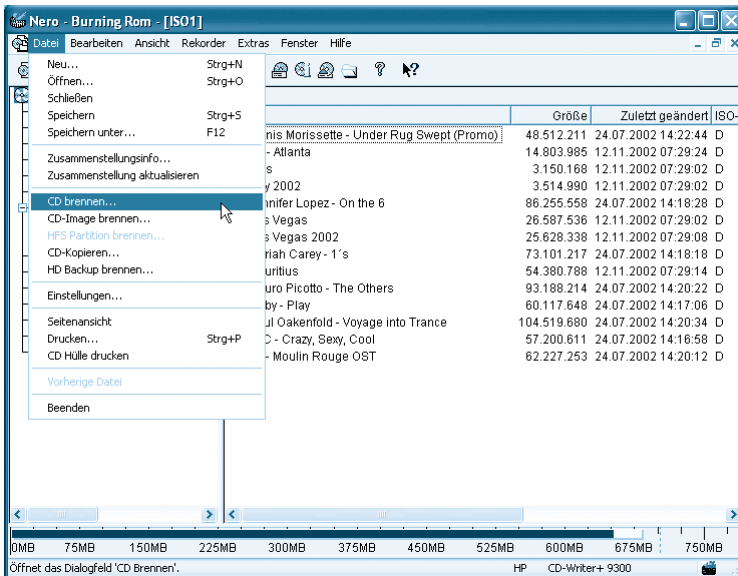 Nero - Burning Rom - [ISO1]
Datei Bearbeiten Ansicht Rekorder Extras Fenster Hilfe
Neu... Strg+N
Öffnen... Strg+O
Schließen
Speichern Strg+S
Speichern unter... F12
Zusammenstellungsinfo...
Zusammenstellung aktualisieren
CD brennen...
CD-Image brennen...
HFS Partition brennen...
CD-Kopieren...
HD Backup brennen...
Einstellungen...
Seitenansicht
Drucken... Strg+P
CD Hülle drucken
Vorherige Datei
Beenden
Größe Zuletzt geändert ISO-
nis Morissette - Under Rug Swept (Promo) 48.512.211 24.07.2002 14:22:44 D
- Atlanta 14.803.985 12.11.2002 07:29:24 D
s 3.150.168 12.11.2002 07:29:02 D
y 2002 3.514.990 12.11.2002 07:29:02 D
nnifer Lopez - On the 6 86.255.558 24.07.2002 14:18:28 D
s Vegas 26.587.536 12.11.2002 07:29:02 D
s Vegas 2002 25.628.338 12.11.2002 07:29:08 D
riah Carey - 1´s 73.101.217 24.07.2002 14:18:18 D
uritius 54.380.788 12.11.2002 07:29:14 D
uro Picotto - The Others 93.188.214 24.07.2002 14:20:22 D
by - Play 60.117.648 24.07.2002 14:17:06 D
ul Oakenfold - Voyage into Trance 104.519.680 24.07.2002 14:20:34 D
C - Crazy, Sexy, Cool 57.200.611 24.07.2002 14:16:58 D
- Moulin Rouge OST 62.227.253 24.07.2002 14:20:12 D
0MB 75MB 150MB 225MB 300MB 375MB 450MB 525MB 600MB 675MB 750MB
Öffnet das Dialogfeld 'CD Brennen'. HP CD-Writer+ 9300